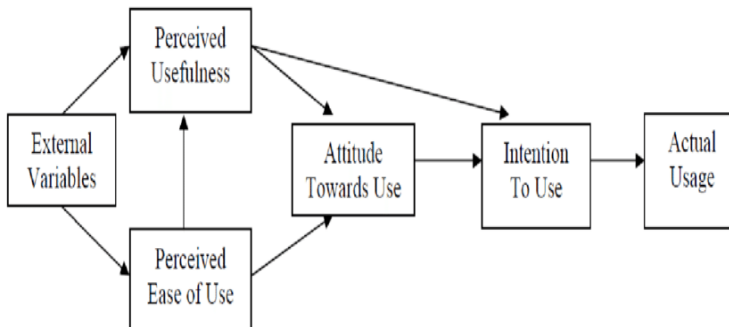 Perceived
Usefulness
External
Variables
Attitude
Towards Use
Intention
To Use
Actual
Usage
Perceived
Ease of Use